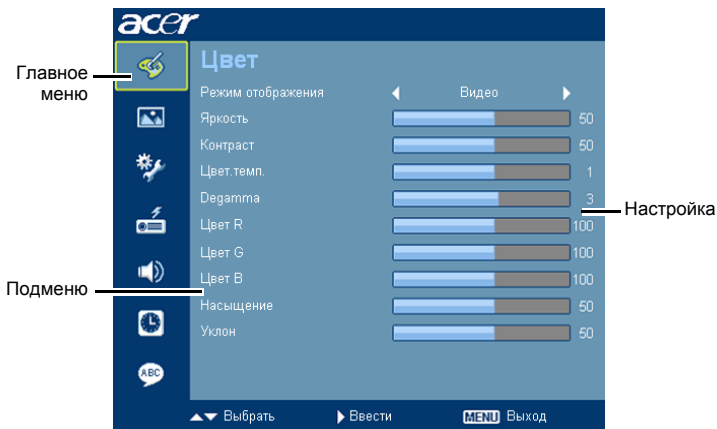 acer
Главное
меню
Цвет
Режим отображения Видео
Яркость 50
Контраст 50
Цвет.темп. 1
Degamma 3
Настройка
Цвет R 100
Цвет G 100
Цвет B 100
Подменю
Насыщение 50
Уклон 50
ABC
Выбрать Ввести MENU Выход